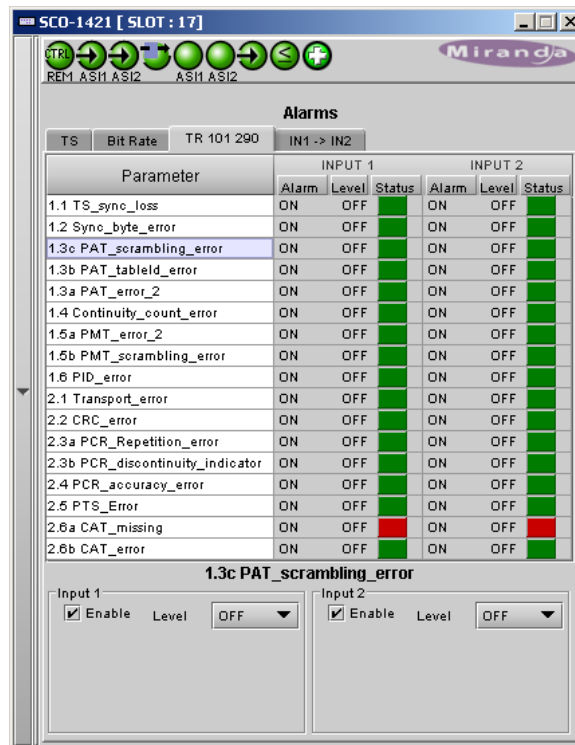 SCO-1421 [ SLOT : 17]
CTRL
REM ASI1 ASI2 ASI1 ASI2
Miranda
Alarms
TS Bit Rate TR 101 290 IN1 -> IN2
Parameter INPUT 1 INPUT 2
Alarm Level Status Alarm Level Status
1.1 TS_sync_loss ON OFF ON OFF
1.2 Sync_byte_error ON OFF ON OFF
1.3c PAT_scrambling_error ON OFF ON OFF
1.3b PAT_tableId_error ON OFF ON OFF
1.3a PAT_error_2 ON OFF ON OFF
1.4 Continuity_count_error ON OFF ON OFF
1.5a PMT_error_2 ON OFF ON OFF
1.5b PMT_scrambling_error ON OFF ON OFF
1.6 PID_error ON OFF ON OFF
2.1 Transport_error ON OFF ON OFF
2.2 CRC_error ON OFF ON OFF
2.3a PCR_Repetition_error ON OFF ON OFF
2.3b PCR_discontinuity_indicator ON OFF ON OFF
2.4 PCR_accuracy_error ON OFF ON OFF
2.5 PTS_Error ON OFF ON OFF
2.6a CAT_missing ON OFF ON OFF
2.6b CAT_error ON OFF ON OFF
1.3c PAT_scrambling_error
Input 1 Input 2
Enable Level OFF Enable Level OFF